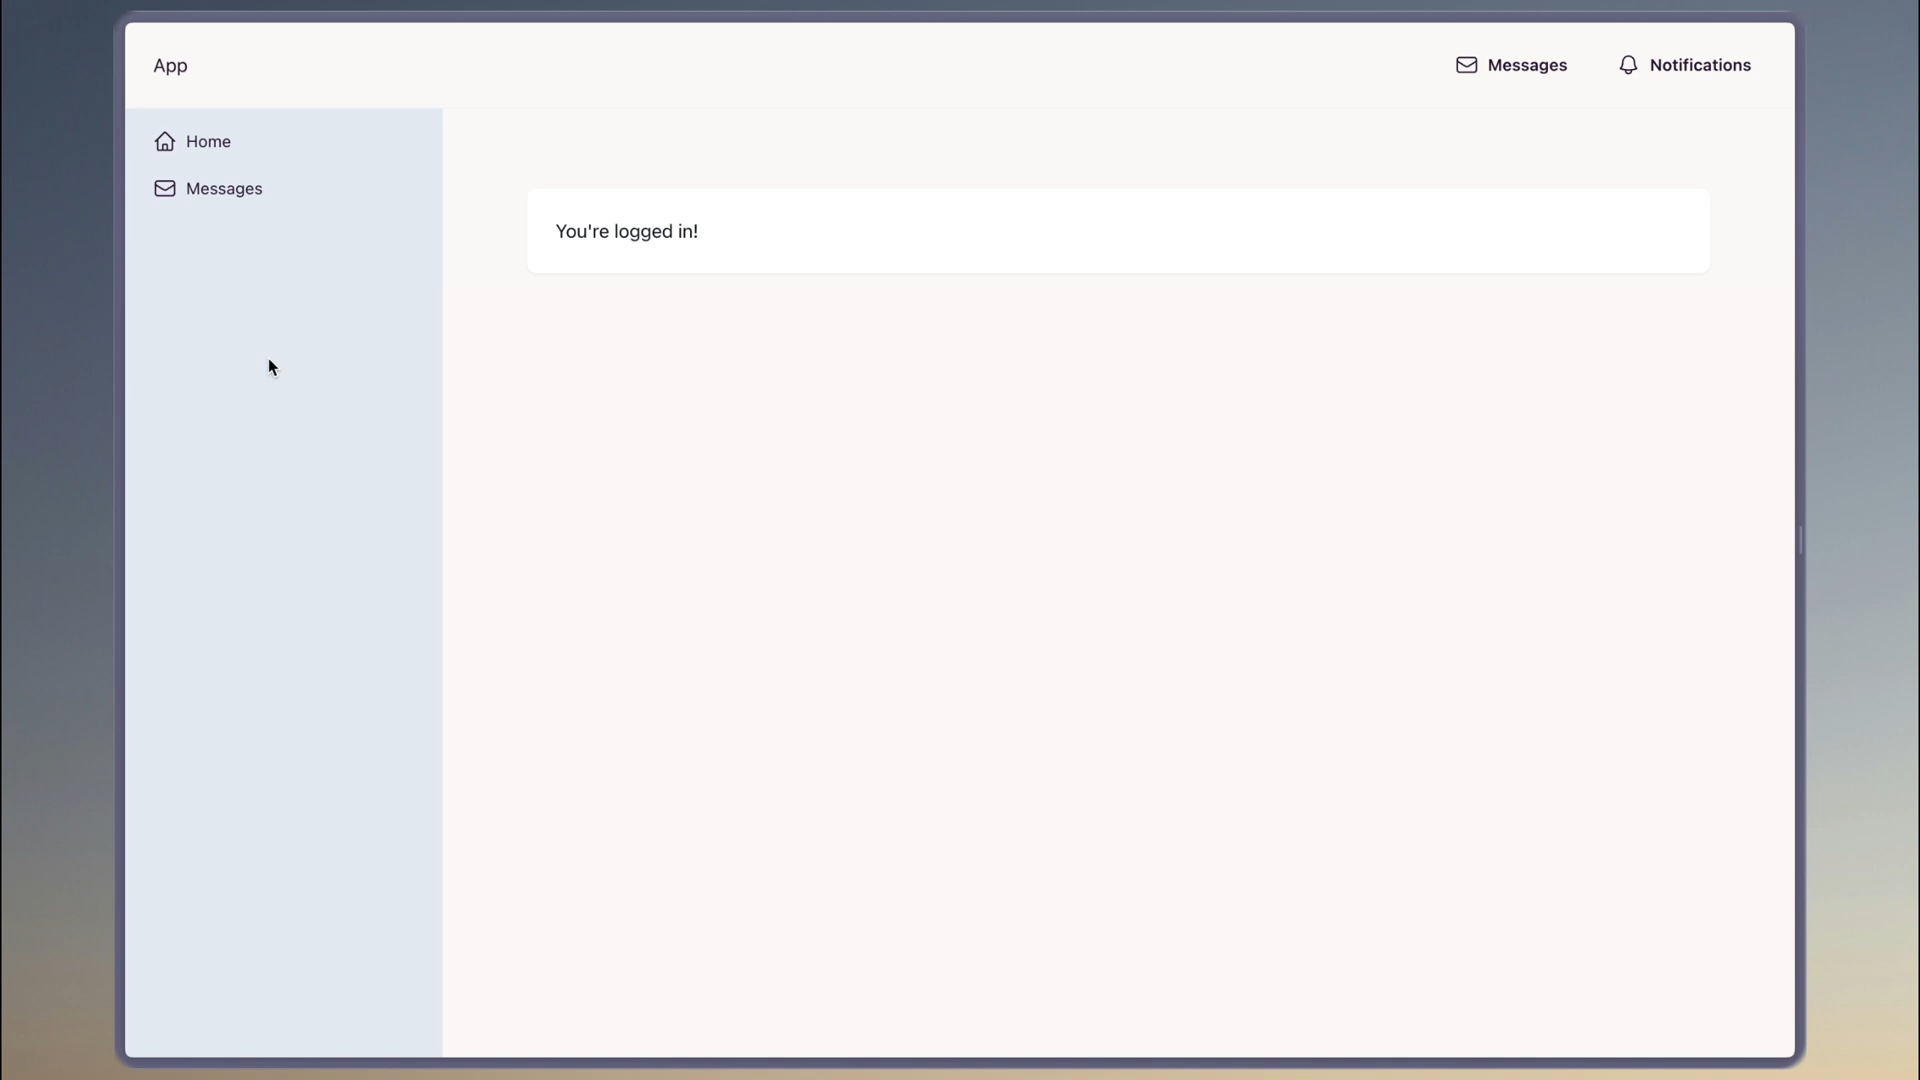 App
Messages
Notifications
Home
Messages
You're logged in!